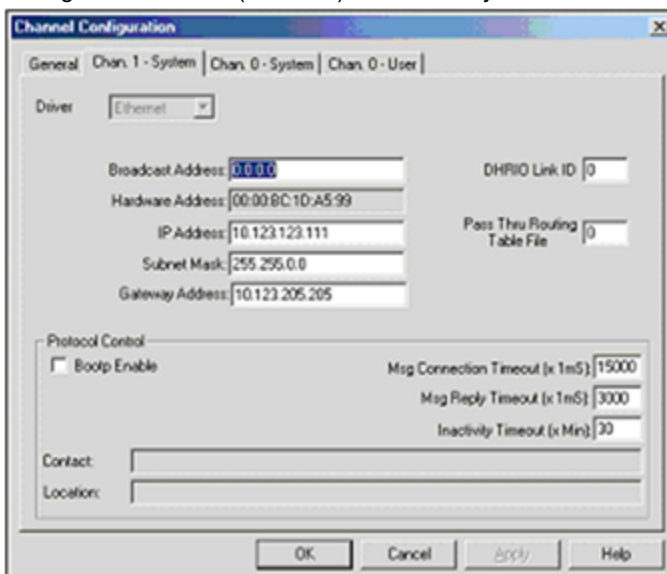 Channel Configuration
General
Chan. 1 - System
Chan. 0 - System
Chan. 0 - User
Driver
Ethernet
Broadcast Address: 0.0.0.0
DHRIO Link ID 0
Hardware Address: 00:00:BC:1D:A5:99
IP Address: 10.123.123.111
Pass Thru Routing
Table File 0
Subnet Mask: 255.255.0.0
Gateway Address: 10.123.205.205
Protocol Control
Bootp Enable
Msg Connection Timeout (x 1mS): 15000
Msg Reply Timeout (x 1mS): 3000
Inactivity Timeout (x Min): 30
Contact:
Location:
OK
Cancel
Apply
Help